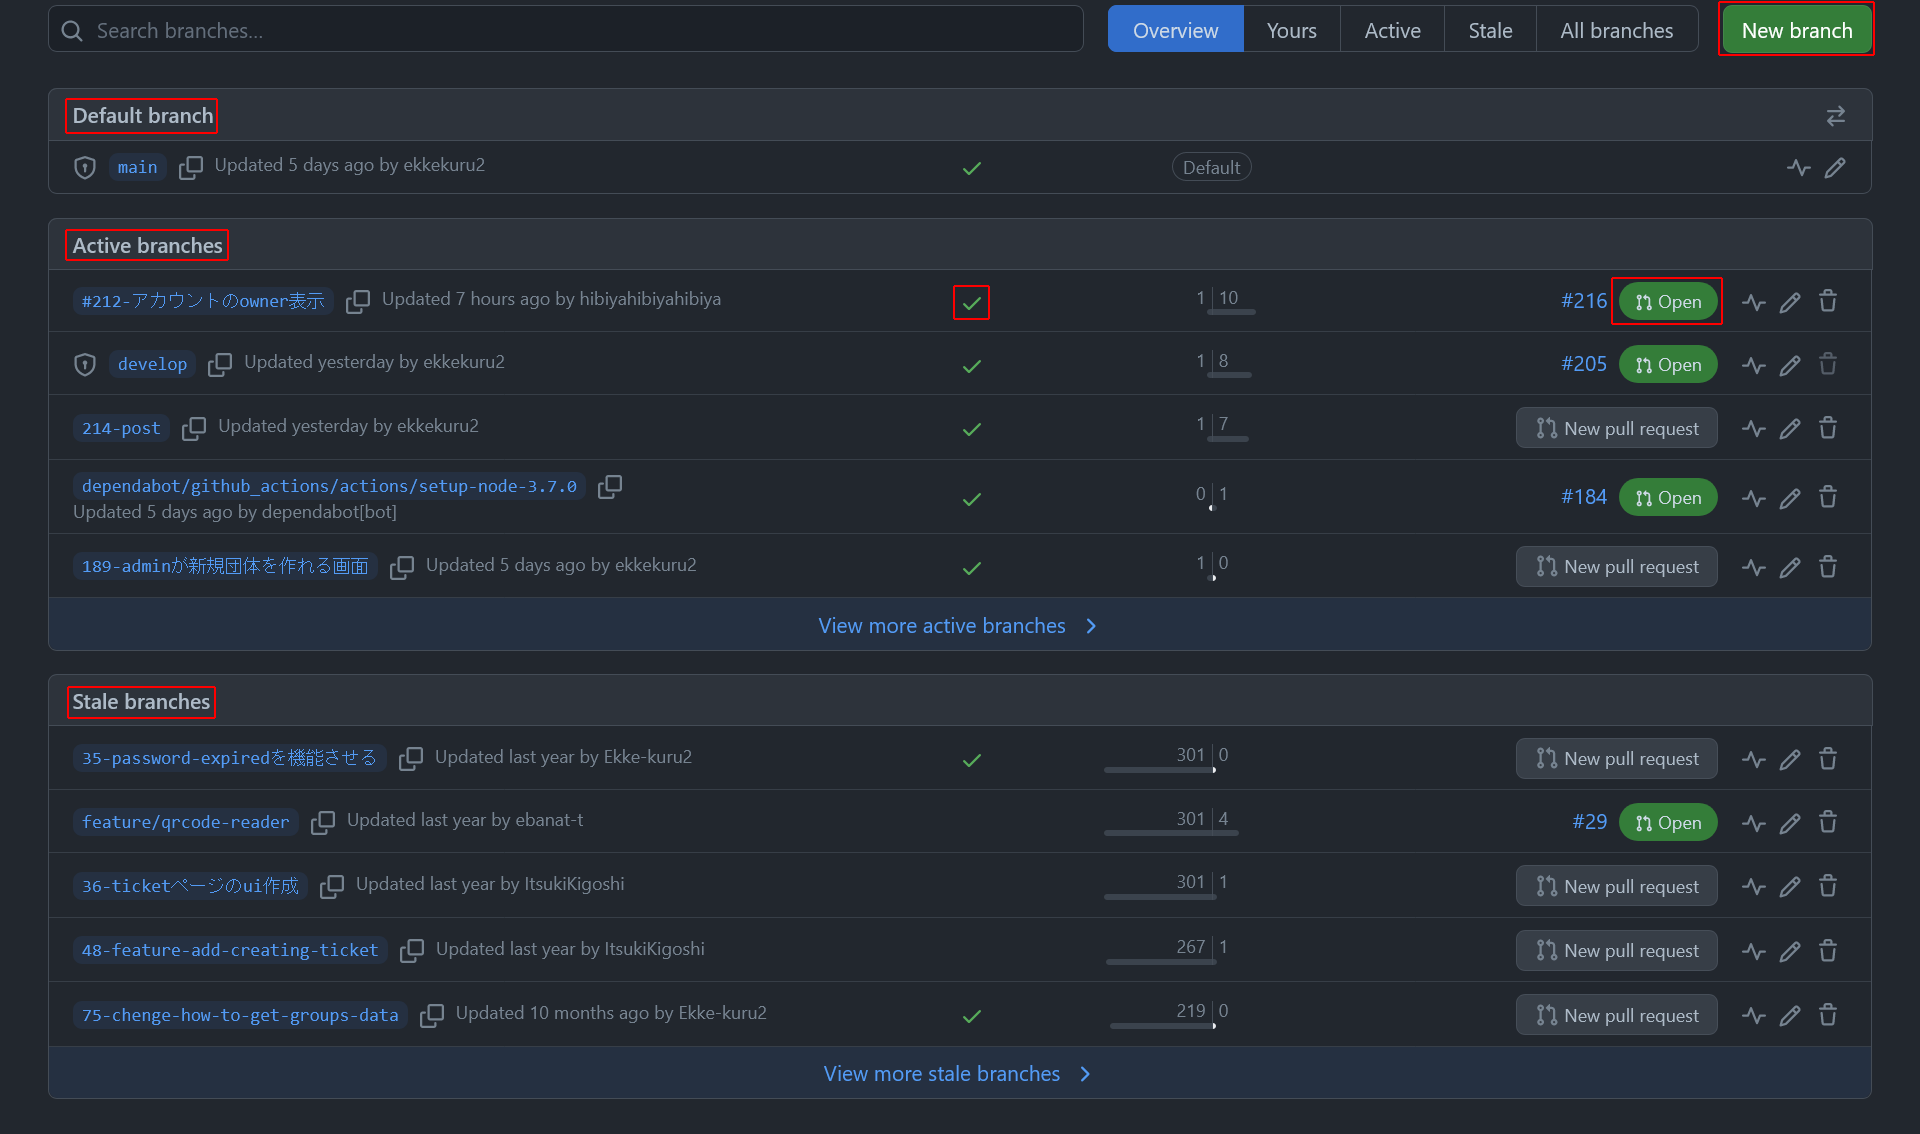 Search branches...
Overview Yours Active Stale All branches New branch
Default branch
main Updated 5 days ago by ekkekuru2 Default
Active branches
#212-アカウントのowner表示 Updated 7 hours ago by hibiyahibiyahibiya 1 10 #216 Open
develop Updated yesterday by ekkekuru2 1 8 #205 Open
214-post Updated yesterday by ekkekuru2 1 7 New pull request
dependabot/github_actions/actions/setup-node-3.7.0
Updated 5 days ago by dependabot[bot] 0 1 #184 Open
189-adminが新規団体を作れる画面 Updated 5 days ago by ekkekuru2 1 0 New pull request
View more active branches
Stale branches
35-password-expiredを機能させる Updated last year by Ekke-kuru2 301 0 New pull request
feature/qrcode-reader Updated last year by ebanat-t 301 4 #29 Open
36-ticketページのui作成 Updated last year by ItsukiKigoshi 301 1 New pull request
48-feature-add-creating-ticket Updated last year by ItsukiKigoshi 267 1 New pull request
75-chenge-how-to-get-groups-data Updated 10 months ago by Ekke-kuru2 219 0 New pull request
View more stale branches